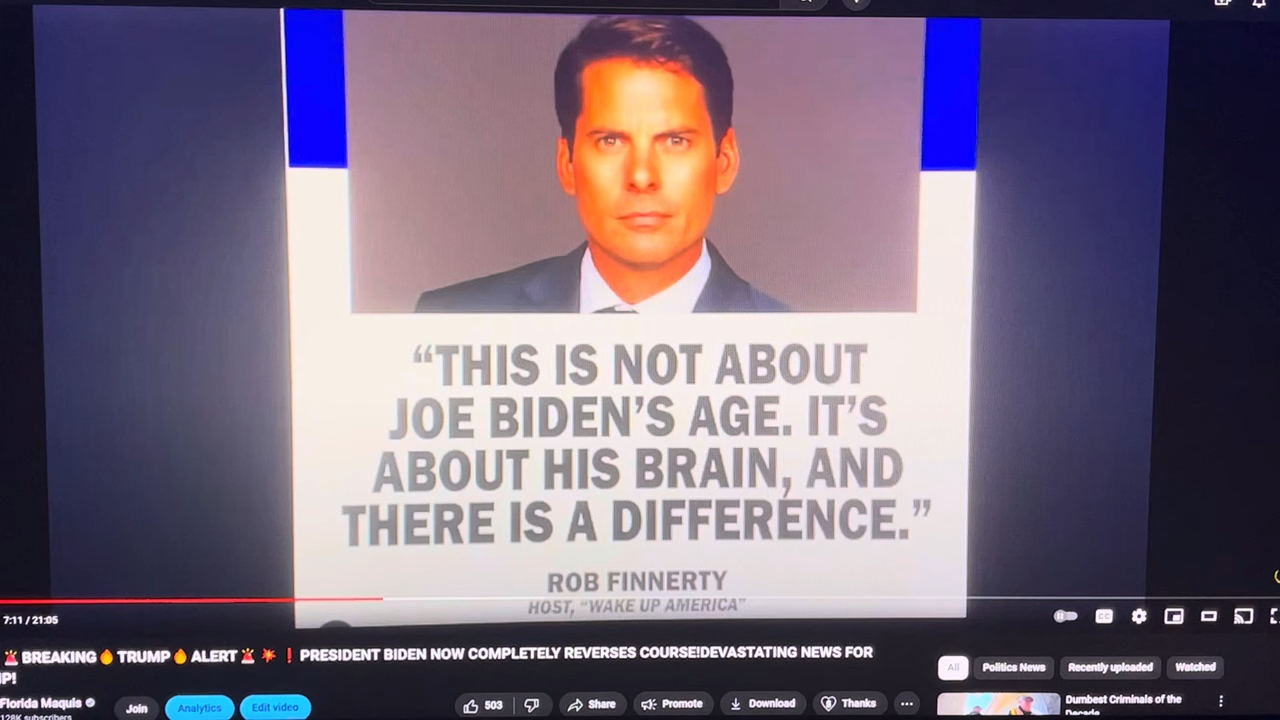 “THIS IS NOT ABOUT
JOE BIDEN’S AGE. IT’S
ABOUT HIS BRAIN, AND
THERE IS A DIFFERENCE.”
ROB FINNERTY
HOST, “WAKE UP AMERICA”
7:11 / 21:05
BREAKING TRUMP ALERT ❗ PRESIDENT BIDEN NOW COMPLETELY REVERSES COURSE!DEVASTATING NEWS FOR
P!
Florida Maquis
128K subscribers
Join
Analytics
Edit video
503
Share
Promote
Download
Thanks
All
Politics News
Recently uploaded
Watched
Dumbest Criminals of the
Decade